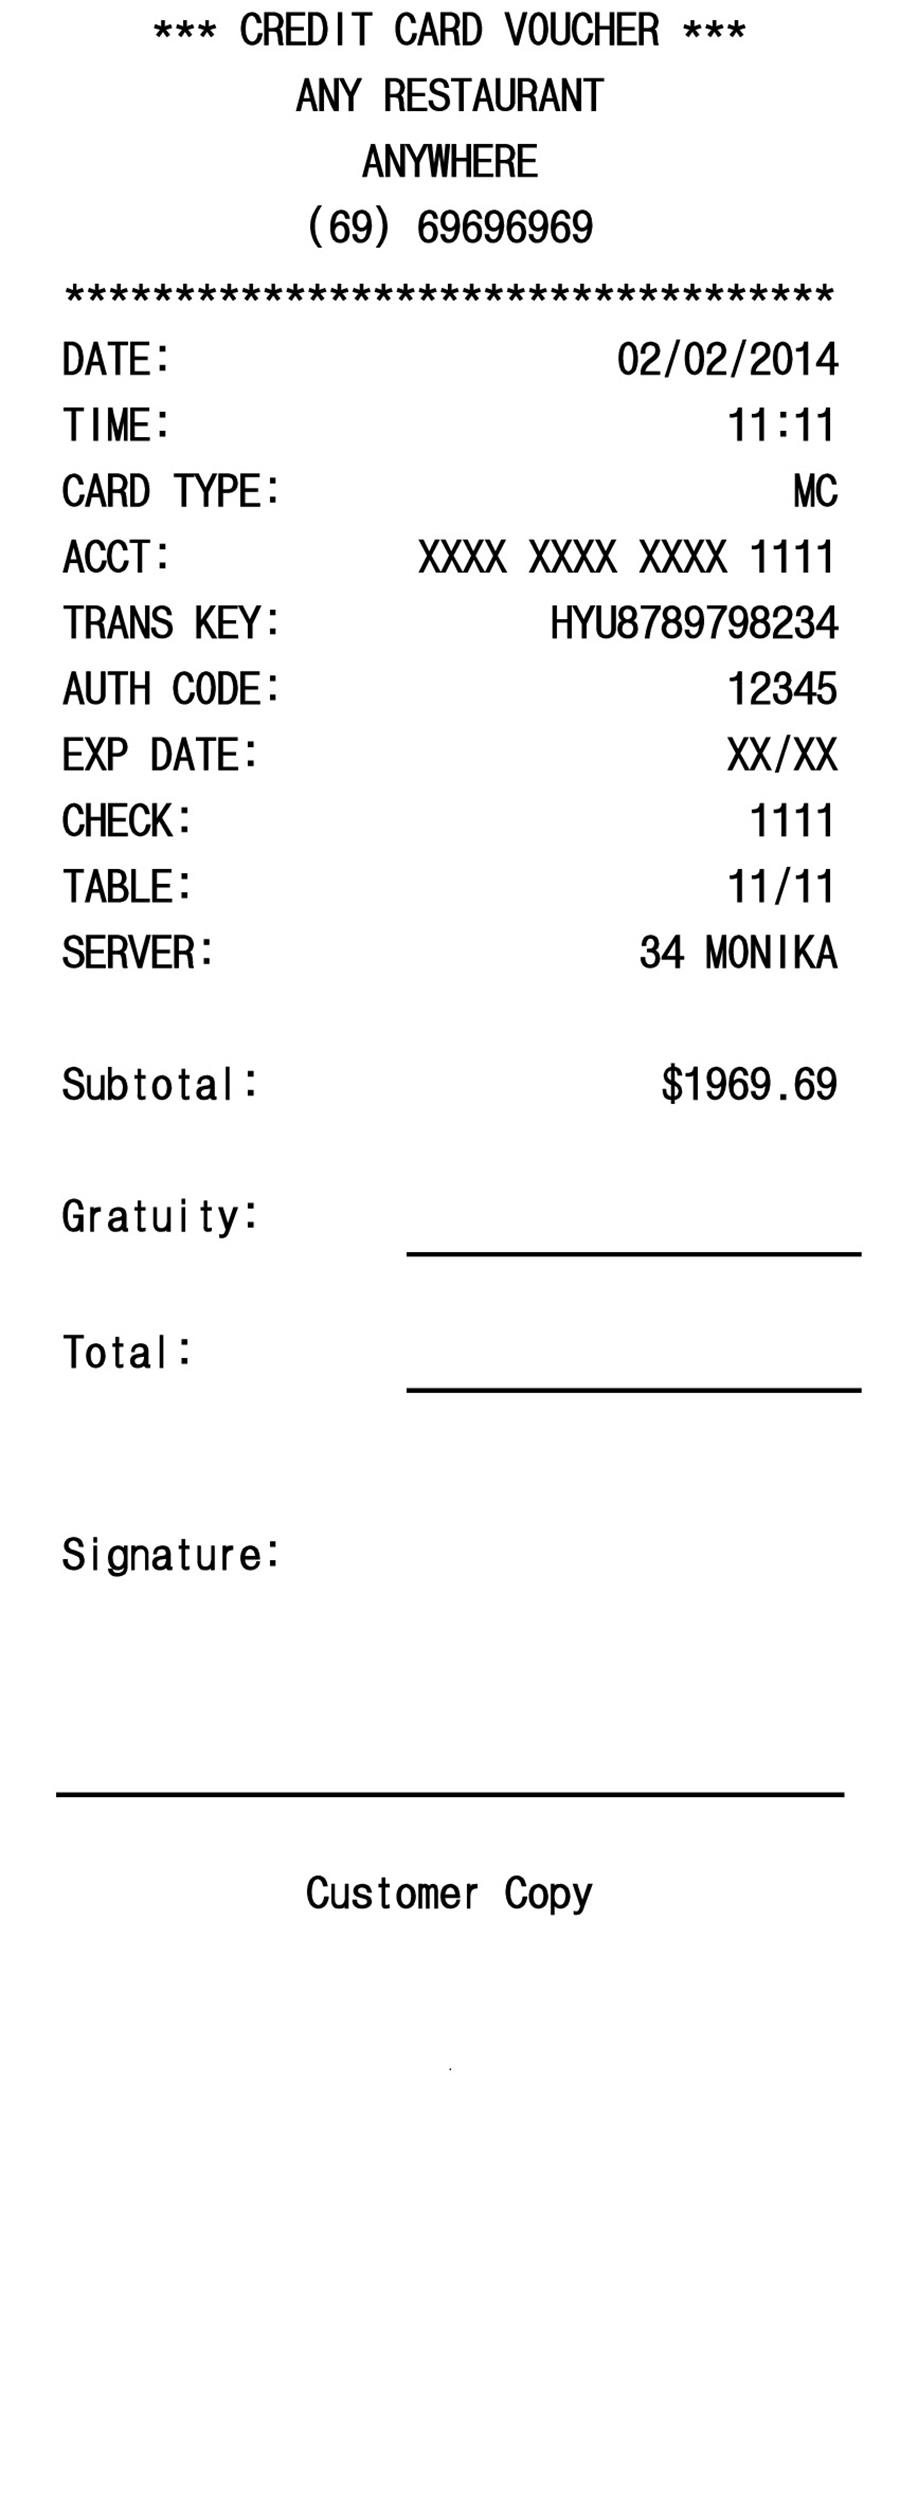 *** CREDIT CARD VOUCHER ***
ANY RESTAURANT
ANYWHERE
(69) 69696969
***********************************
DATE: 02/02/2014
TIME: 11:11
CARD TYPE: MC
ACCT: XXXX XXXX XXXX 1111
TRANS KEY: HYU8789798234
AUTH CODE: 12345
EXP DATE: XX/XX
CHECK: 1111
TABLE: 11/11
SERVER: 34 MONIKA
Subtotal: $1969.69
Gratuity:
Total:
Signature:
Customer Copy